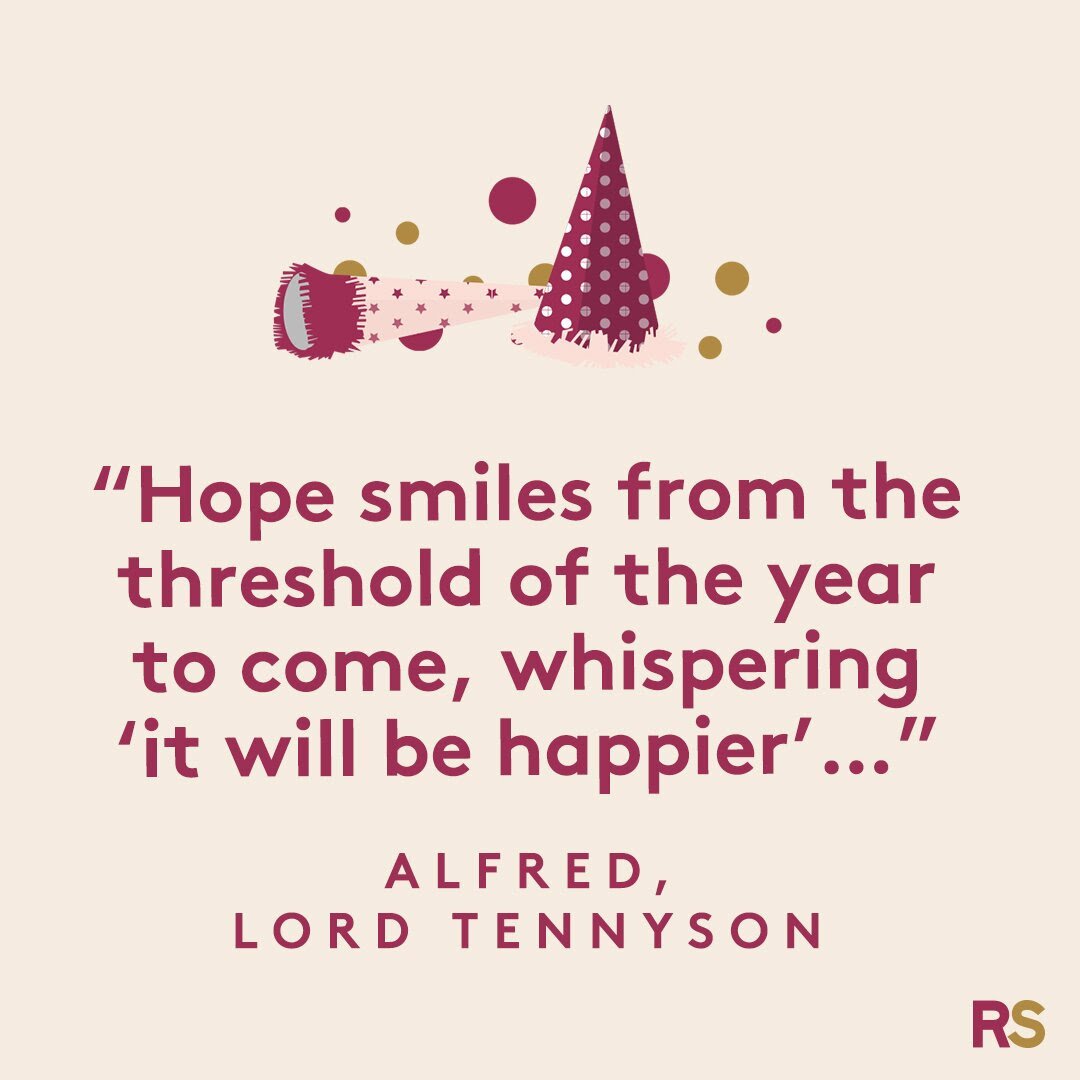 “Hope smiles from the
threshold of the year
to come, whispering
‘it will be happier’...”
ALFRED,
LORD TENNYSON
RS